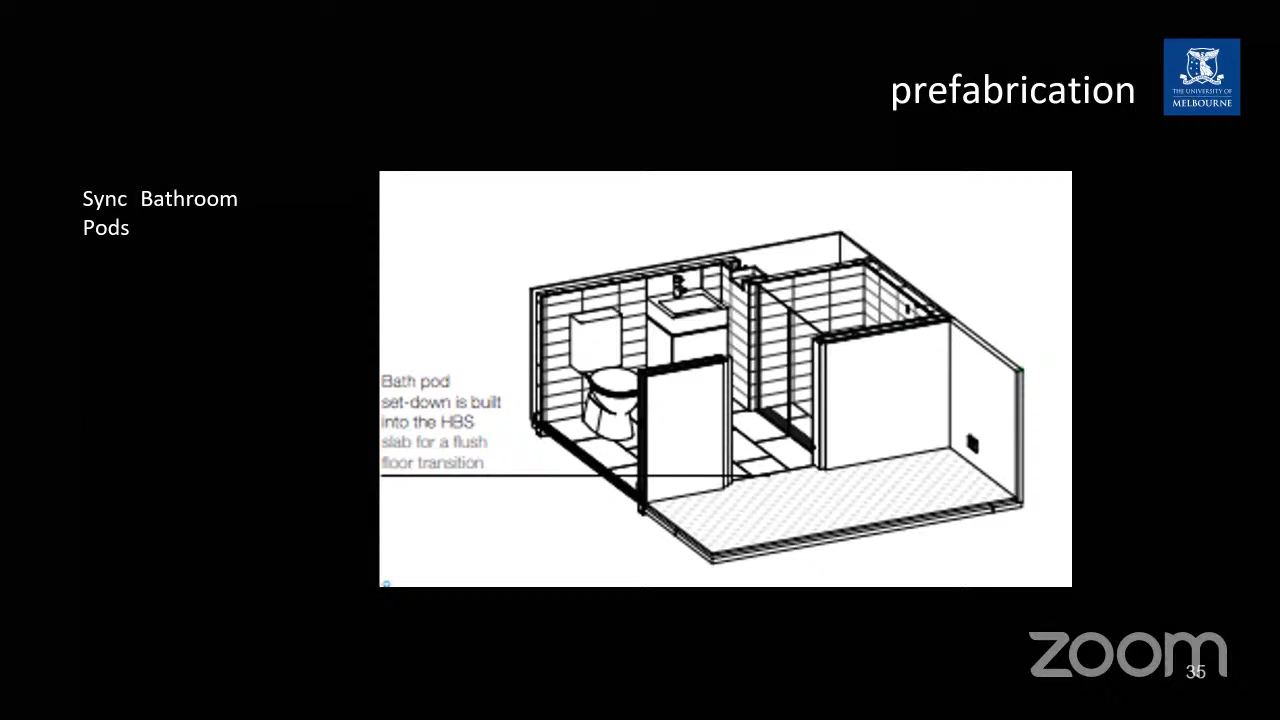 prefabrication
THE UNIVERSITY OF
MELBOURNE
Sync Bathroom
Pods
Bath pod
set-down is built
into the HBS
slab for a flush
floor transition
zoom
35